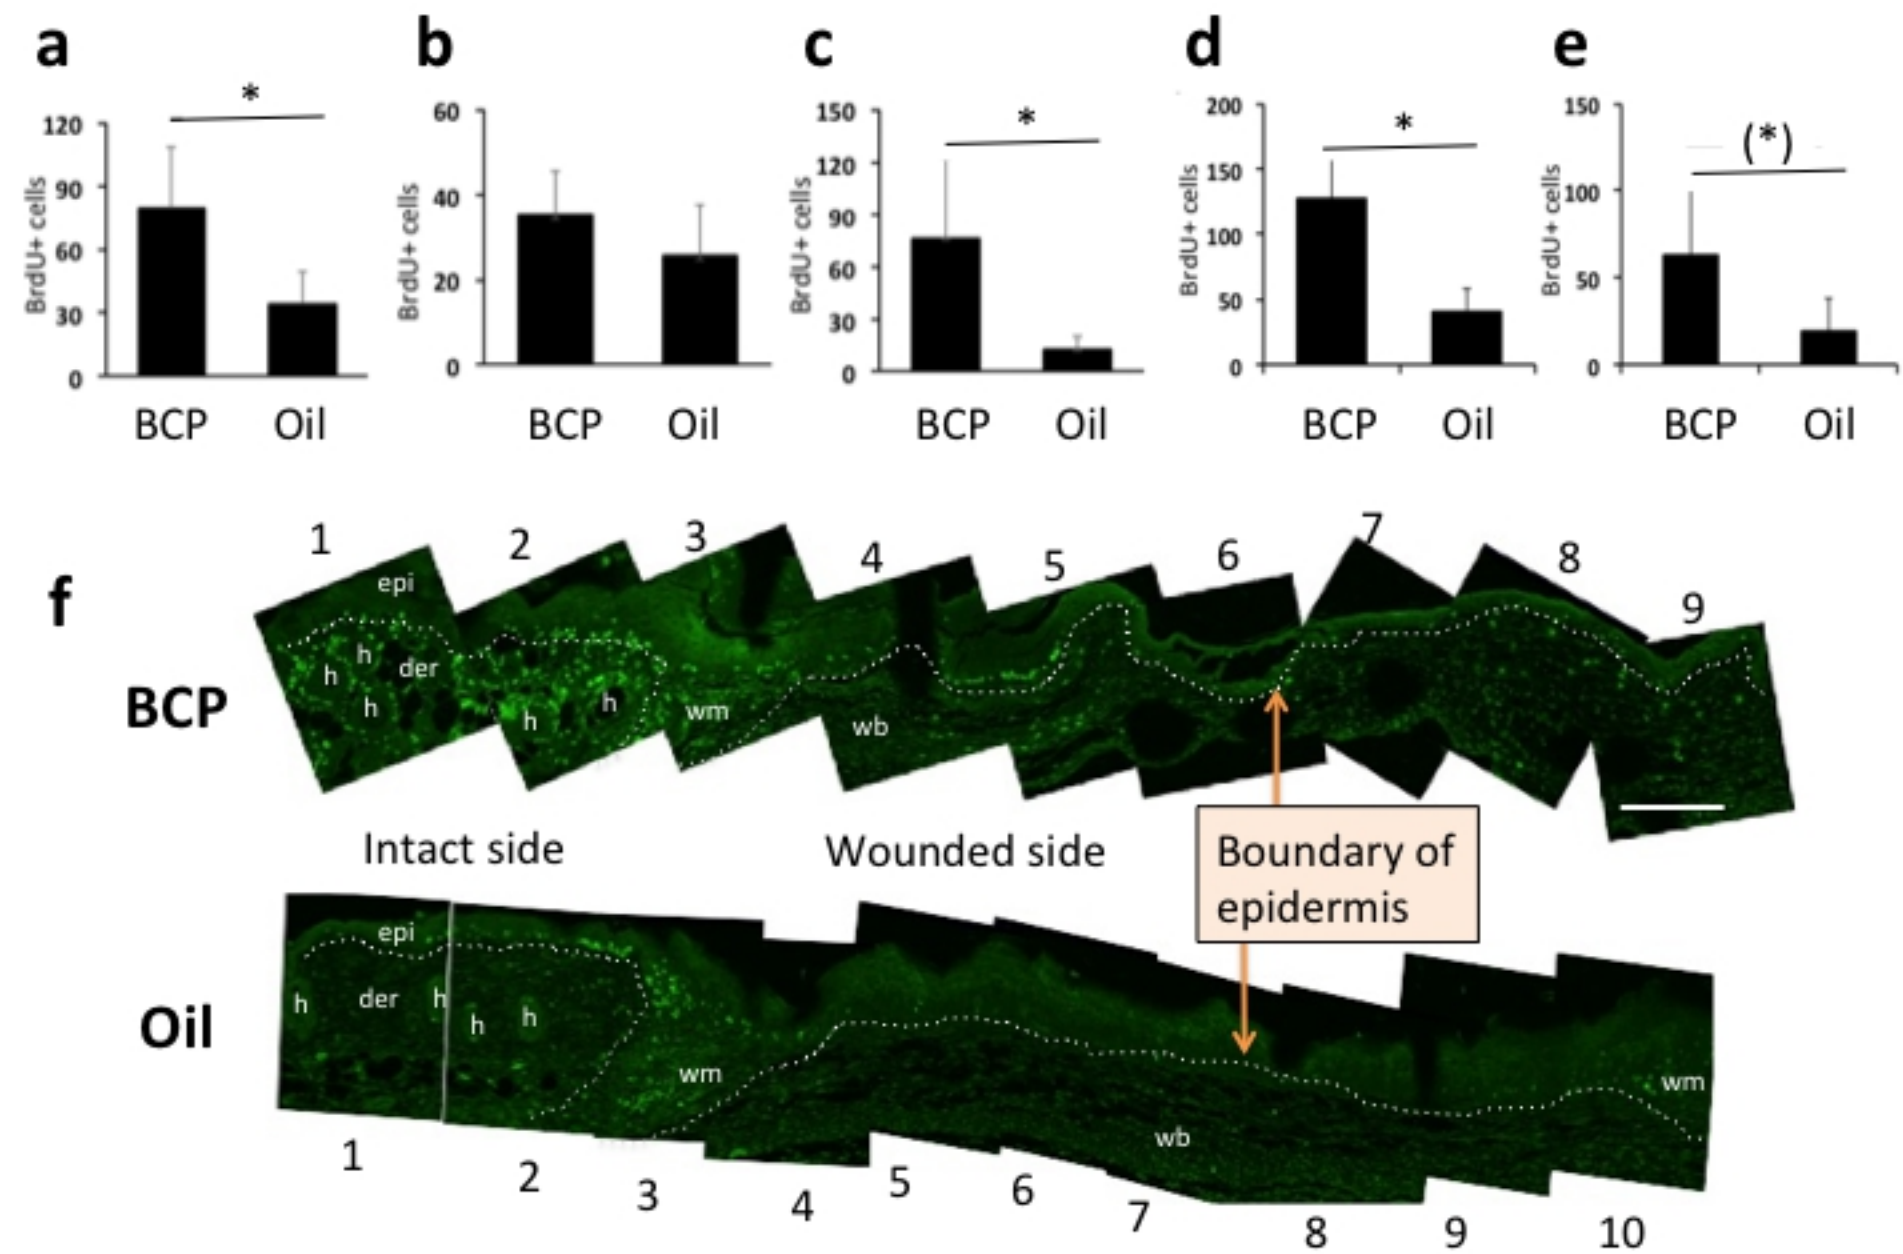 a
b
c
d
e
*
*
*
(*)
BrdU+ cells
120
90
60
30
0
BCP Oil
BrdU+ cells
60
40
20
0
BCP Oil
BrdU+ cells
150
120
90
60
30
0
BCP Oil
BrdU+ cells
200
150
100
50
0
BCP Oil
BrdU+ cells
150
100
50
0
BCP Oil
f
1 2 3 4 5 6 7 8 9
BCP
epi
h h der
h
h h
wm
wb
Intact side
Wounded side
Boundary of
epidermis
Oil
epi
h der h
h h
wm
wb
wm
1 2 3 4 5 6 7 8 9 10